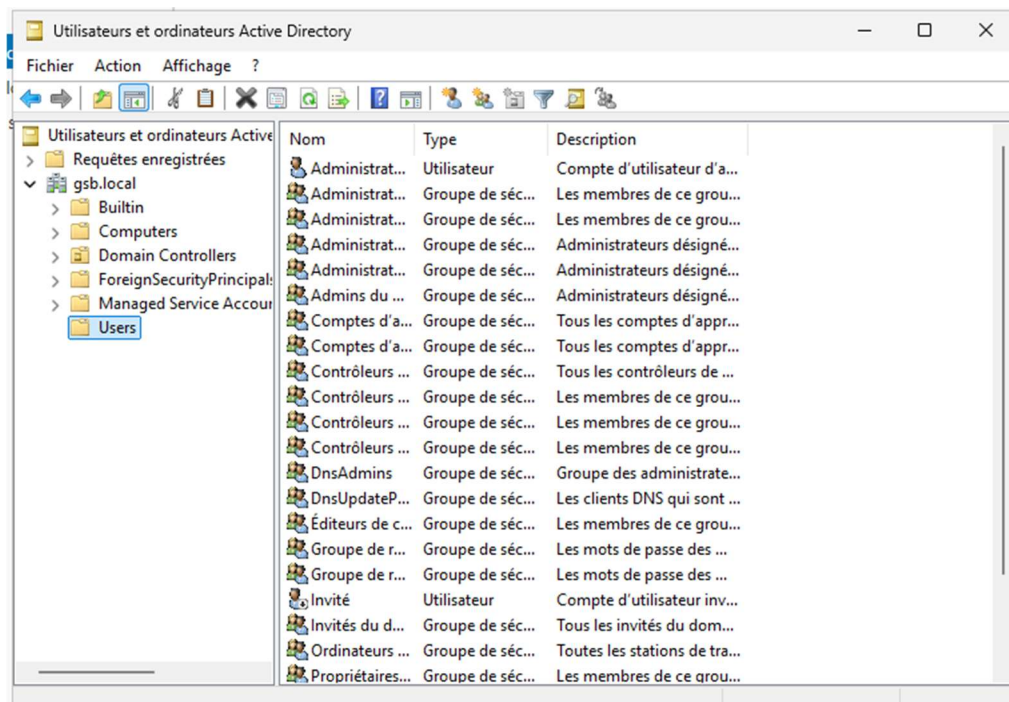 Utilisateurs et ordinateurs Active Directory
Fichier Action Affichage ?
Utilisateurs et ordinateurs Active
Requêtes enregistrées
gsb.local
Builtin
Computers
Domain Controllers
ForeignSecurityPrincipals
Managed Service Accour
Users
Nom Type Description
Administrat... Utilisateur Compte d'utilisateur d'a...
Administrat... Groupe de séc... Les membres de ce grou...
Administrat... Groupe de séc... Les membres de ce grou...
Administrat... Groupe de séc... Administrateurs désigné...
Administrat... Groupe de séc... Administrateurs désigné...
Admins du ... Groupe de séc... Administrateurs désigné...
Comptes d'a... Groupe de séc... Tous les comptes d'appr...
Comptes d'a... Groupe de séc... Tous les comptes d'appr...
Contrôleurs ... Groupe de séc... Tous les contrôleurs de ...
Contrôleurs ... Groupe de séc... Les membres de ce grou...
Contrôleurs ... Groupe de séc... Les membres de ce grou...
Contrôleurs ... Groupe de séc... Les membres de ce grou...
DnsAdmins Groupe de séc... Groupe des administrate...
DnsUpdateP... Groupe de séc... Les clients DNS qui sont ...
Éditeurs de c... Groupe de séc... Les membres de ce grou...
Groupe de r... Groupe de séc... Les mots de passe des ...
Groupe de r... Groupe de séc... Les mots de passe des ...
Invité Utilisateur Compte d'utilisateur inv...
Invités du d... Groupe de séc... Tous les invités du dom...
Ordinateurs ... Groupe de séc... Toutes les stations de tra...
Propriétaires... Groupe de séc... Les membres de ce grou...